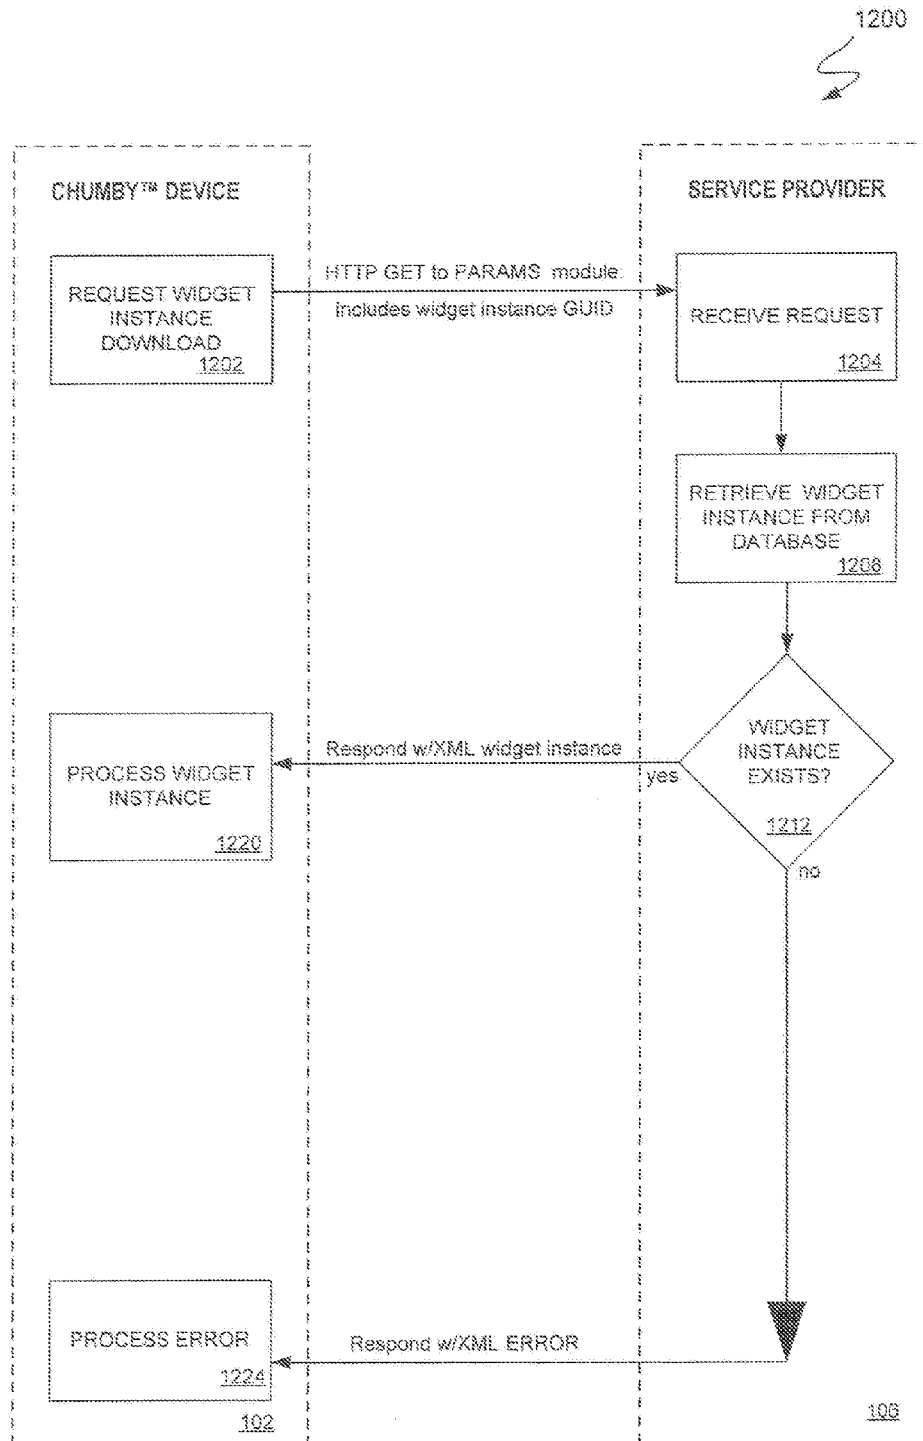 1200
CHUMBY™ DEVICE
SERVICE PROVIDER
REQUEST WIDGET
INSTANCE
DOWNLOAD
1202
HTTP GET to PARAMS module:
includes widget instance GUID
RECEIVE REQUEST
1204
RETRIEVE WIDGET
INSTANCE FROM
DATABASE
1208
WIDGET
INSTANCE
EXISTS?
1212
yes
no
Respond w/XML widget instance
PROCESS WIDGET
INSTANCE
1220
PROCESS ERROR
1224
Respond w/XML ERROR
102
106